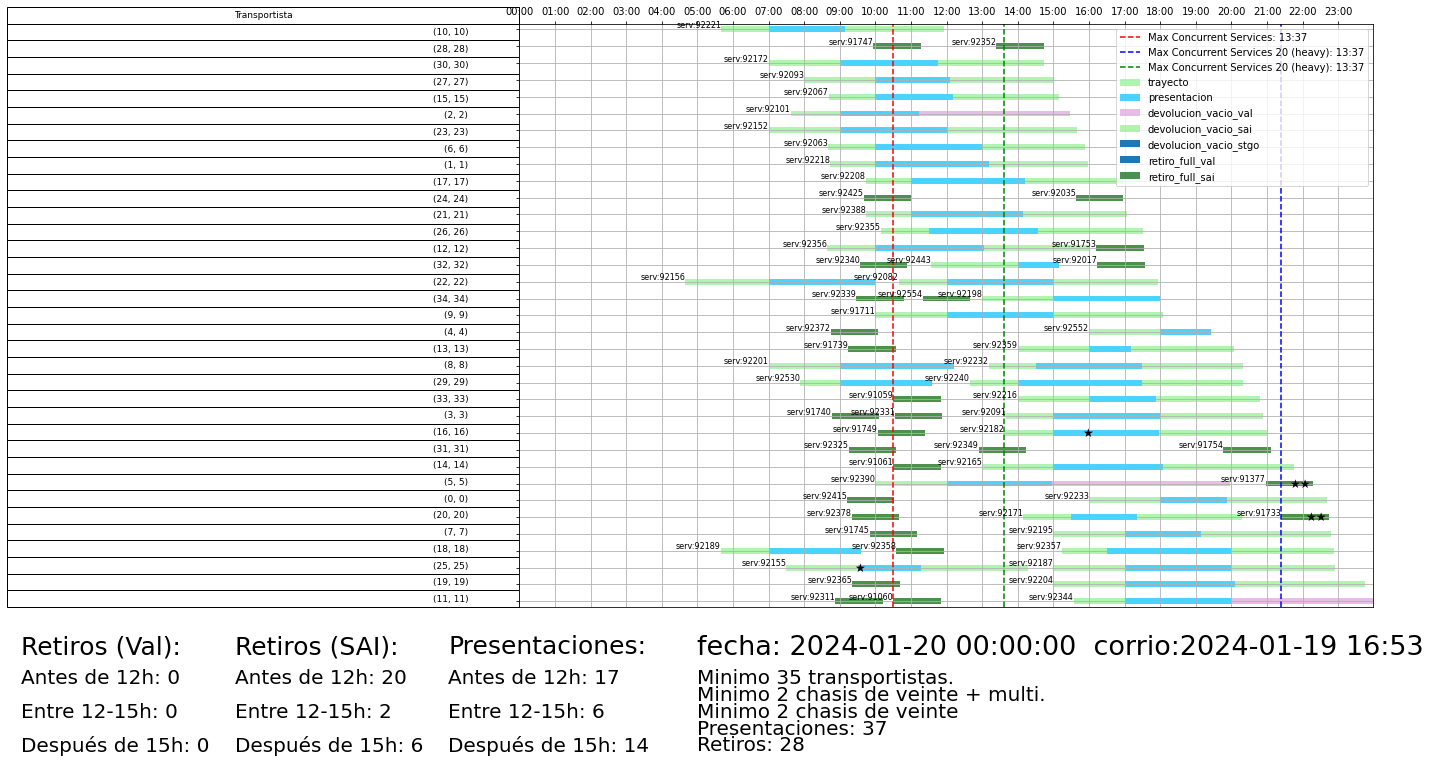 Transportista
00:00 01:00 02:00 03:00 04:00 05:00 06:00 07:00 08:00 09:00 10:00 11:00 12:00 13:00 14:00 15:00 16:00 17:00 18:00 19:00 20:00 21:00 22:00 23:00
(10, 10) serv:92221
(28, 28) serv:91747 serv:92352
(30, 30) serv:92172
(27, 27) serv:92093
(15, 15) serv:92067
(2, 2) serv:92101
(23, 23) serv:92152
(6, 6) serv:92063
(1, 1) serv:92218
(17, 17) serv:92208
(24, 24) serv:92425 serv:92035
(21, 21) serv:92388
(26, 26) serv:92355
(12, 12) serv:92356 serv:91753
(32, 32) serv:92340 serv:92443 serv:92017
(22, 22) serv:92156 serv:92082
(34, 34) serv:92339 serv:92554 serv:92198
(9, 9) serv:91711
(4, 4) serv:92372 serv:92552
(13, 13) serv:91739 serv:92359
(8, 8) serv:92201 serv:92232
(29, 29) serv:92530 serv:92240
(33, 33) serv:91059 serv:92216
(3, 3) serv:91740 serv:92331 serv:92091
(16, 16) serv:91749 serv:92182
(31, 31) serv:92325 serv:92349 serv:91754
(14, 14) serv:91061 serv:92165
(5, 5) serv:92390 serv:91377
(0, 0) serv:92415 serv:92233
(20, 20) serv:92378 serv:92171 serv:91733
(7, 7) serv:91745 serv:92195
(18, 18) serv:92189 serv:92358 serv:92357
(25, 25) serv:92155 serv:92187
(19, 19) serv:92365 serv:92204
(11, 11) serv:92311 serv:91060 serv:92344
Max Concurrent Services: 13:37
Max Concurrent Services 20 (heavy): 13:37
Max Concurrent Services 20 (heavy): 13:37
trayecto
presentacion
devolucion_vacio_val
devolucion_vacio_sai
devolucion_vacio_stgo
retiro_full_val
retiro_full_sai
Retiros (Val):
Antes de 12h: 0
Entre 12-15h: 0
Después de 15h: 0
Retiros (SAI):
Antes de 12h: 20
Entre 12-15h: 2
Después de 15h: 6
Presentaciones:
Antes de 12h: 17
Entre 12-15h: 6
Después de 15h: 14
fecha: 2024-01-20 00:00:00 corrio:2024-01-19 16:53
Minimo 35 transportistas.
Minimo 2 chasis de veinte + multi.
Minimo 2 chasis de veinte
Presentaciones: 37
Retiros: 28